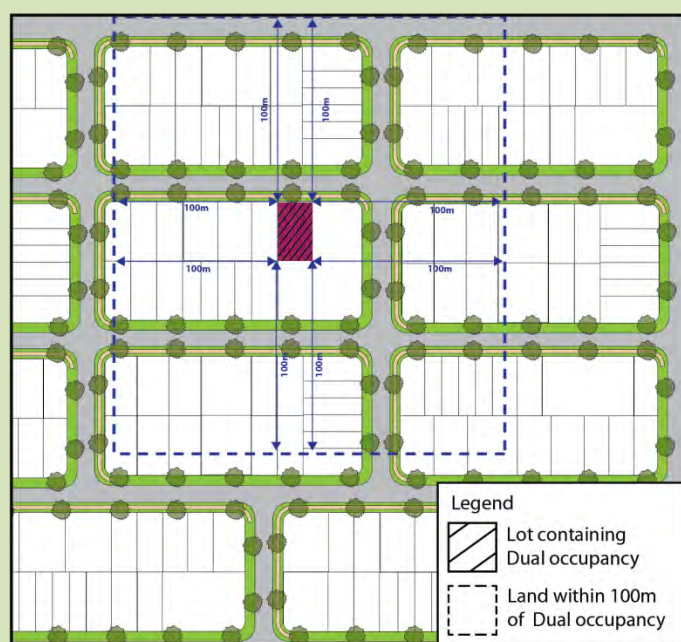 100m
100m
100m
100m
100m
100m
100m
100m
Legend
Lot containing
Dual occupancy
Land within 100m
of Dual occupancy